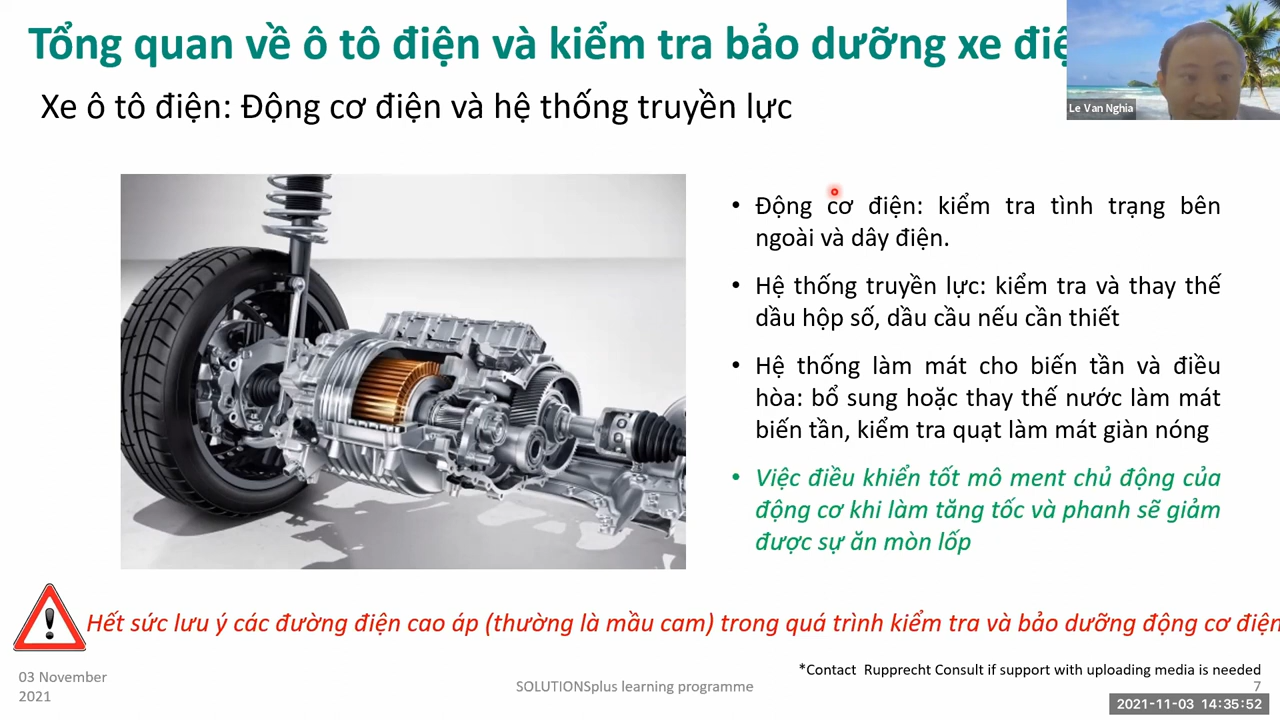 Tổng quan về ô tô điện và kiểm tra bảo dưỡng xe
Le Van Nghia
Xe ô tô điện: Động cơ điện và hệ thống truyền lực
• Động cơ điện: kiểm tra tình trạng bên
ngoài và dây điện.
• Hệ thống truyền lực: kiểm tra và thay thế
dầu hộp số, dầu cầu nếu cần thiết
• Hệ thống làm mát cho biến tần và điều
hòa: bổ sung hoặc thay thế nước làm mát
biến tần, kiểm tra quạt làm mát giàn nóng
• Việc điều khiển tốt mô ment chủ động của
động cơ khi làm tăng tốc và phanh sẽ giảm
được sự ăn mòn lốp
Hết sức lưu ý các đường điện cao áp (thường là mầu cam) trong quá trình kiểm tra và bảo dưỡng động cơ điện
*Contact Rupprecht Consult if support with uploading media is needed
03 November
2021
SOLUTIONSplus learning programme
7
2021-11-03 14:35:52